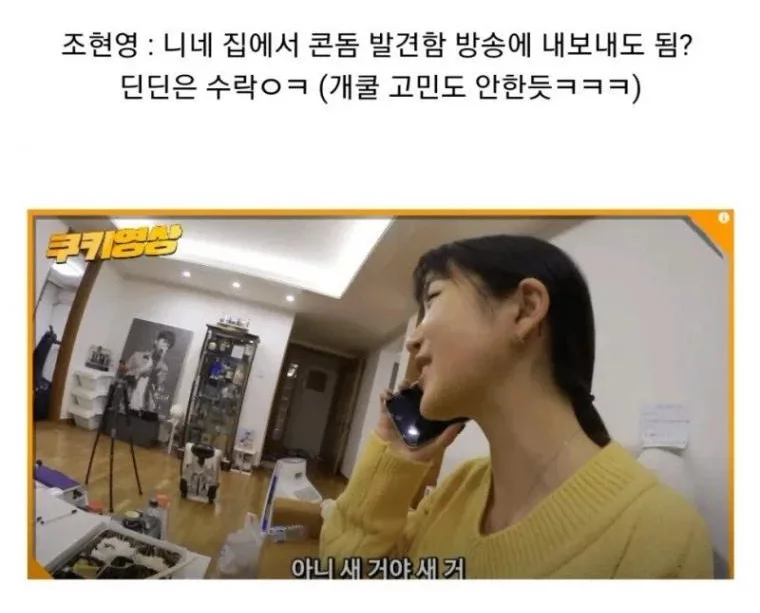 조현영 : 니네 집에서 콘돔 발견함 방송에 내보내도 됨?
딘딘은 수락ㅇㅋ (개쿨 고민도 안한듯ㅋㅋㅋ)
쿠키영상
아니 새 거야 새 거